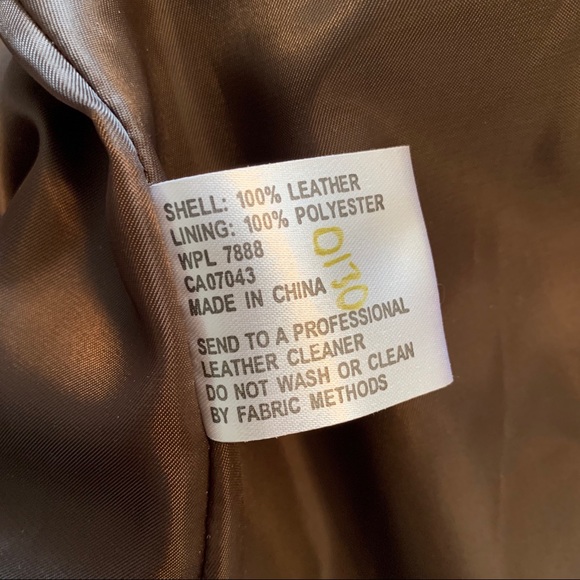 SHELL: 100% LEATHER
LINING: 100% POLYESTER
WPL 7888
CA07043
MADE IN CHINA
SEND TO A PROFESSIONAL
LEATHER CLEANER
DO NOT WASH OR CLEAN
BY FABRIC METHODS